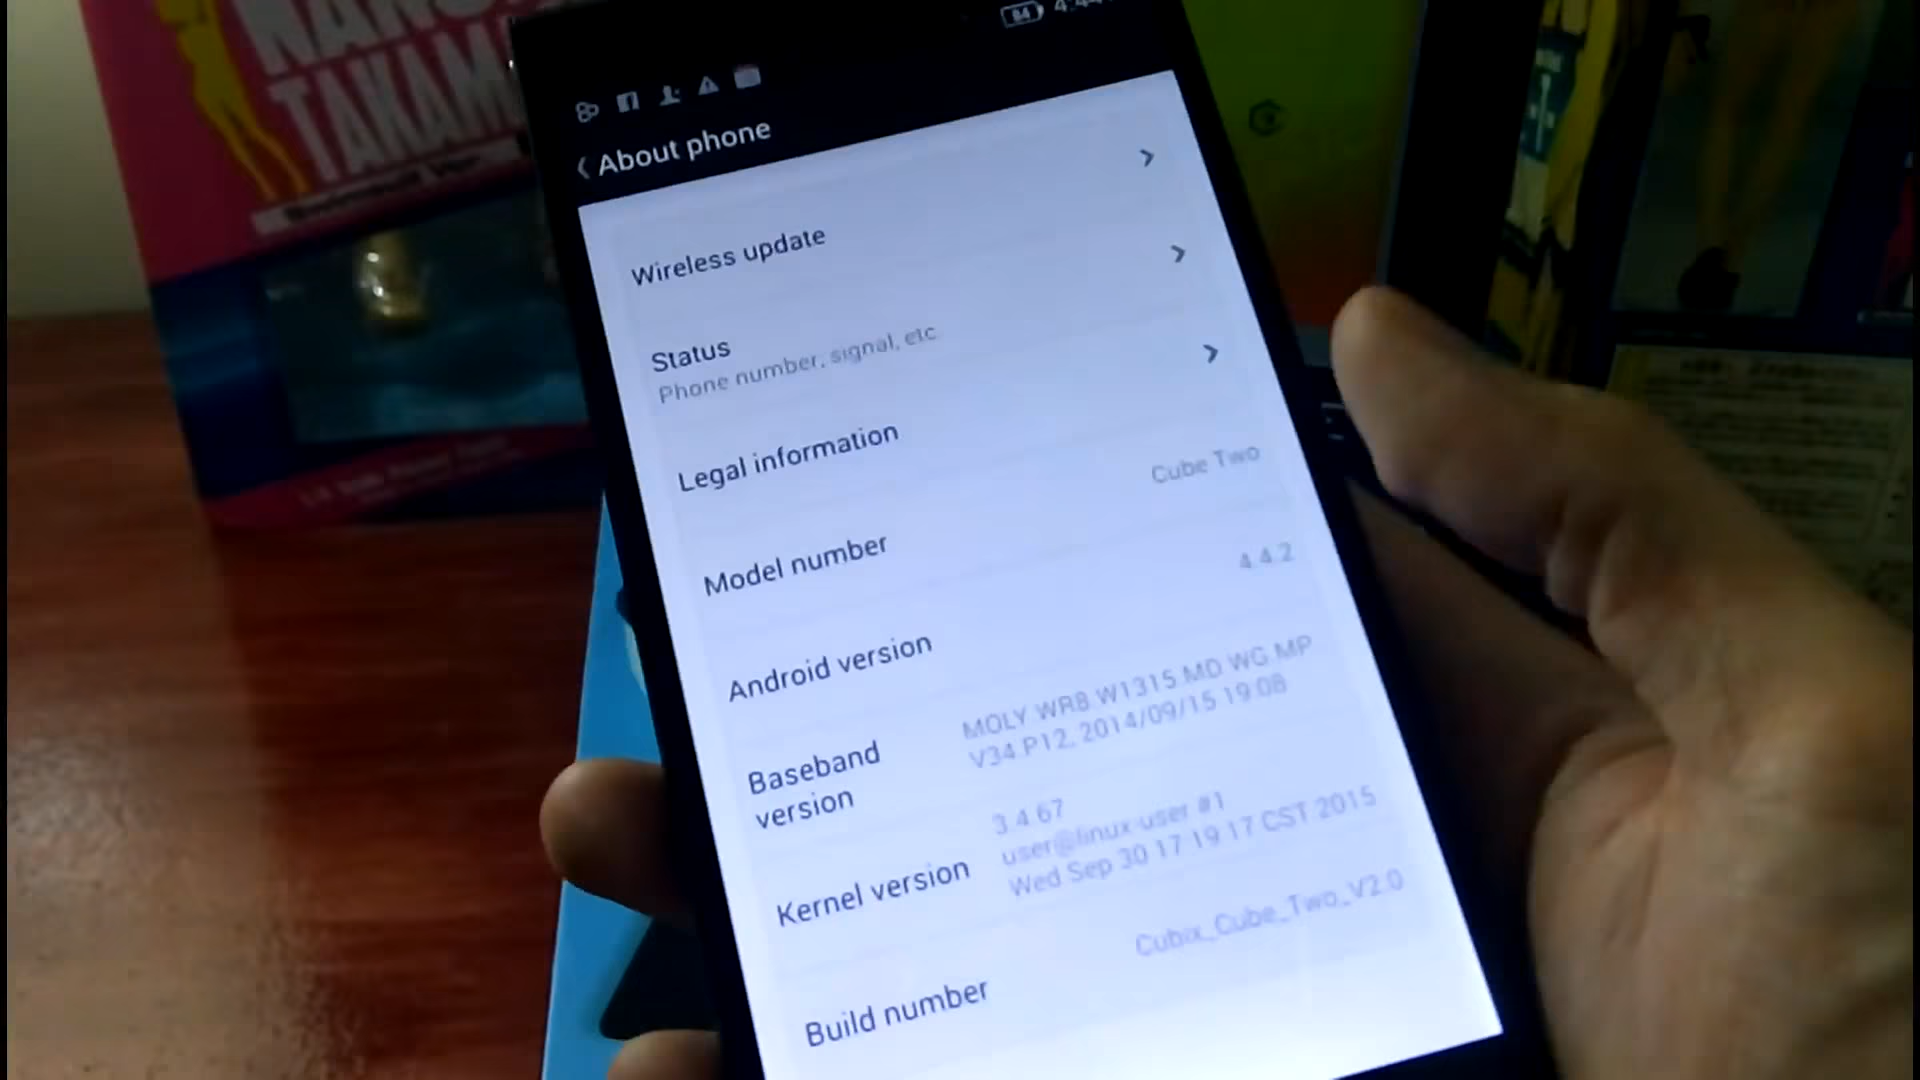 TAKAM
84
About phone
Wireless update
Status
Phone number, signal, etc.
Legal information
Model number
Cube Two
Android version
4.4.2
Baseband
version
MOLY WR8 W1315 MD WG MP
V34 P12, 2014/09/15 19:08
Kernel version
3.4.67
user@linux-user #1
Wed Sep 30 17 19 17 CST 2015
Build number
Cubix_Cube_Two_V2.0